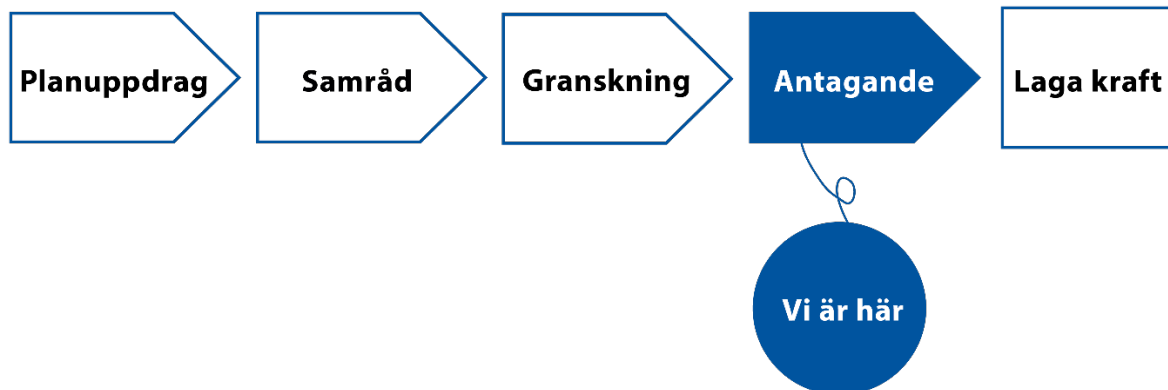 Planuppdrag
Samråd
Granskning
Antagande
Laga kraft
Vi är här